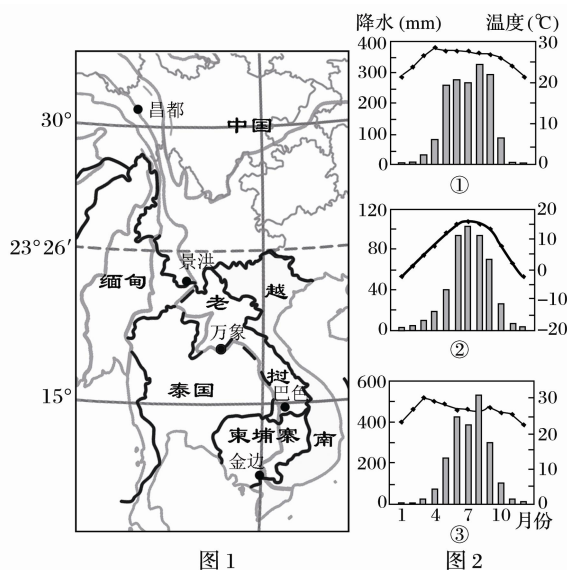 降水(mm) 温度(℃)
昌都
30°
中国
23°26′
景洪
缅甸
老
越
万象
挝
泰国
巴色
15°
柬埔寨
南
金边
图1
400 30
300
20
200
10
100
0 0
①
120 20
10
80
0
40
-10
0 -20
②
600
30
400
20
200
10
0 0
1 4 7 10 月份
③
图2